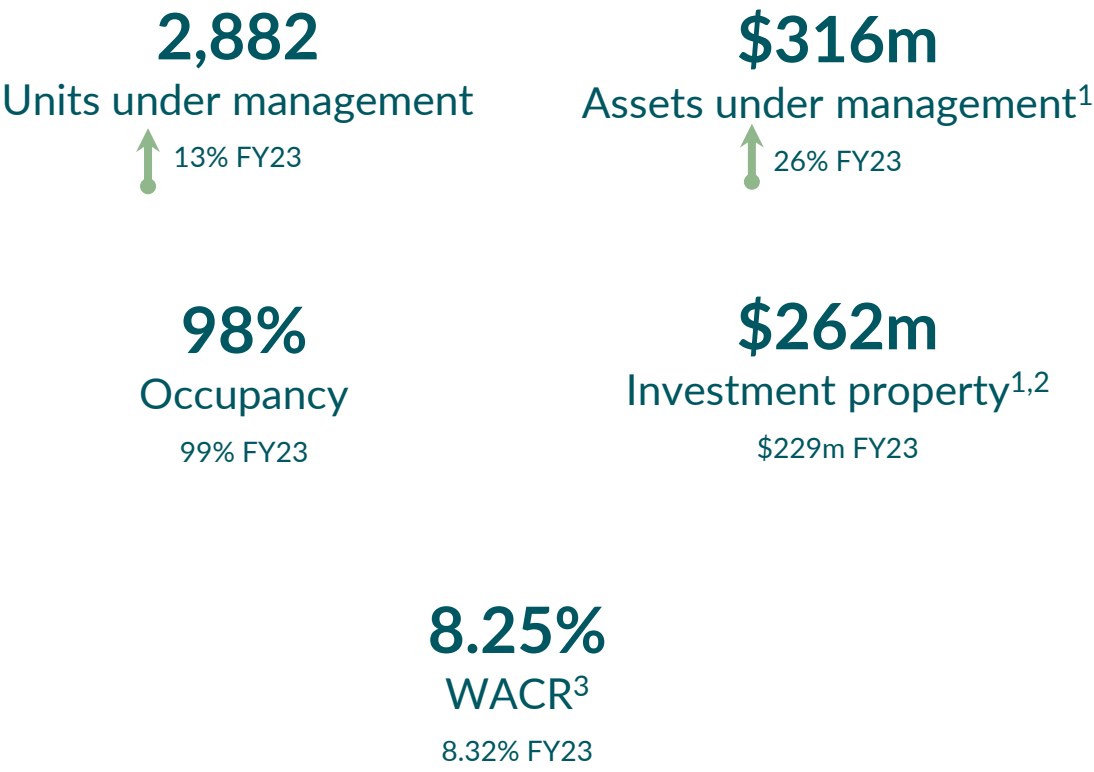 2,882
Units under management
13% FY23
$316m
Assets under management¹
26% FY23
98%
Occupancy
99% FY23
$262m
Investment property¹,²
$229m FY23
8.25%
WACR³
8.32% FY23